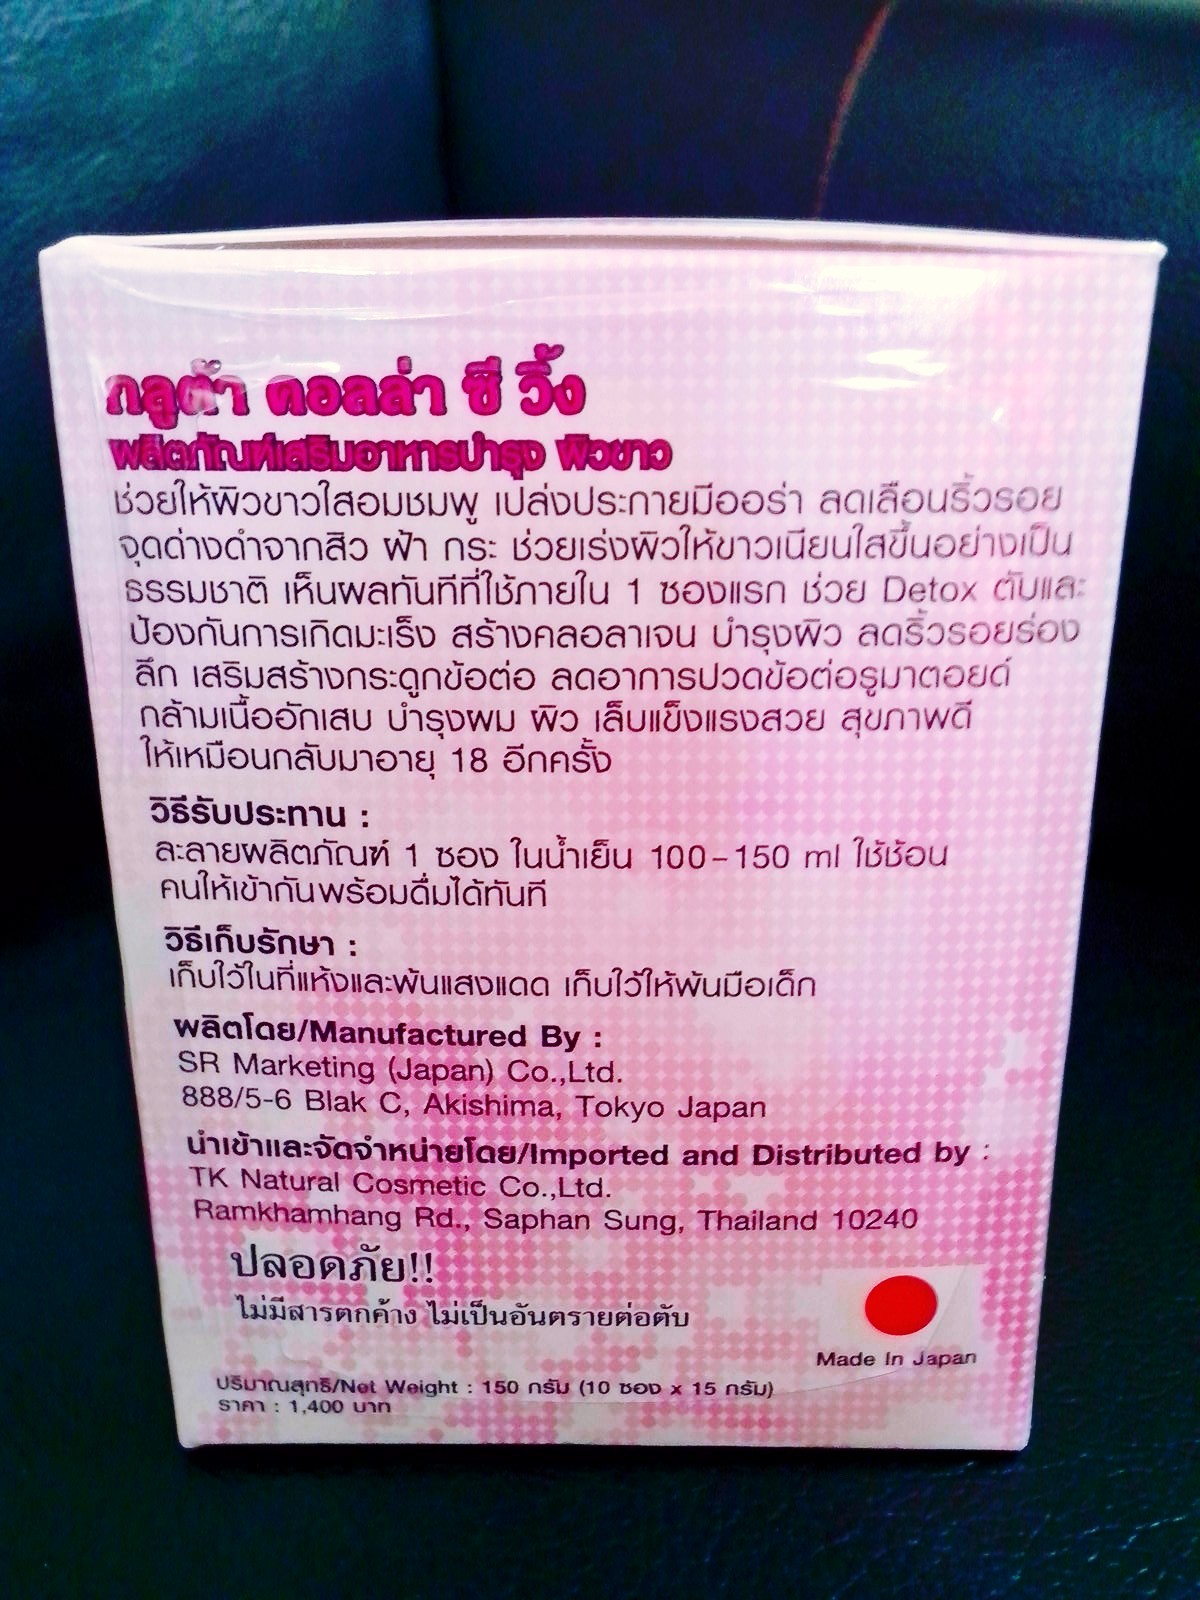 กลูต้า คอลล่า ซี วิ้ง
ผลิตภัณฑ์เสริมอาหารบำรุง ผิวขาว
ช่วยให้ผิวขาวใสอมชมพู เปล่งประกายมีออร่า ลดเลือนริ้วรอย
จุดด่างดำจากสิว ฝ้า กระ ช่วยเร่งผิวให้ขาวเนียนใสขึ้นอย่างเป็น
ธรรมชาติ เห็นผลทันทีที่ใช้ภายใน 1 ซองแรก ช่วย Detox ตับและ
ป้องกันการเกิดมะเร็ง สร้างคลอลาเจน บำรุงผิว ลดริ้วรอยร่อง
ลึก เสริมสร้างกระดูกข้อต่อ ลดอาการปวดข้อต่อรูมาตอยด์
กล้ามเนื้ออักเสบ บำรุงผม ผิว เล็บแข็งแรงสวย สุขภาพดี
ให้เหมือนกลับมาอายุ 18 อีกครั้ง
วิธีรับประทาน :
ละลายผลิตภัณฑ์ 1 ซอง ในน้ำเย็น 100-150 ml ใช้ช้อน
คนให้เข้ากันพร้อมดื่มได้ทันที
วิธีเก็บรักษา :
เก็บไว้ในที่แห้งและพ้นแสงแดด เก็บไว้ให้พ้นมือเด็ก
ผลิตโดย/Manufactured By :
SR Marketing (Japan) Co.,Ltd.
888/5-6 Blak C, Akishima, Tokyo Japan
นำเข้าและจัดจำหน่ายโดย/Imported and Distributed by :
TK Natural Cosmetic Co.,Ltd.
Ramkhamhang Rd., Saphan Sung, Thailand 10240
ปลอดภัย!!
ไม่มีสารตกค้าง ไม่เป็นอันตรายต่อตับ
Made In Japan
ปริมาณสุทธิ/Net Weight : 150 กรัม (10 ซอง x 15 กรัม)
ราคา : 1,400 บาท